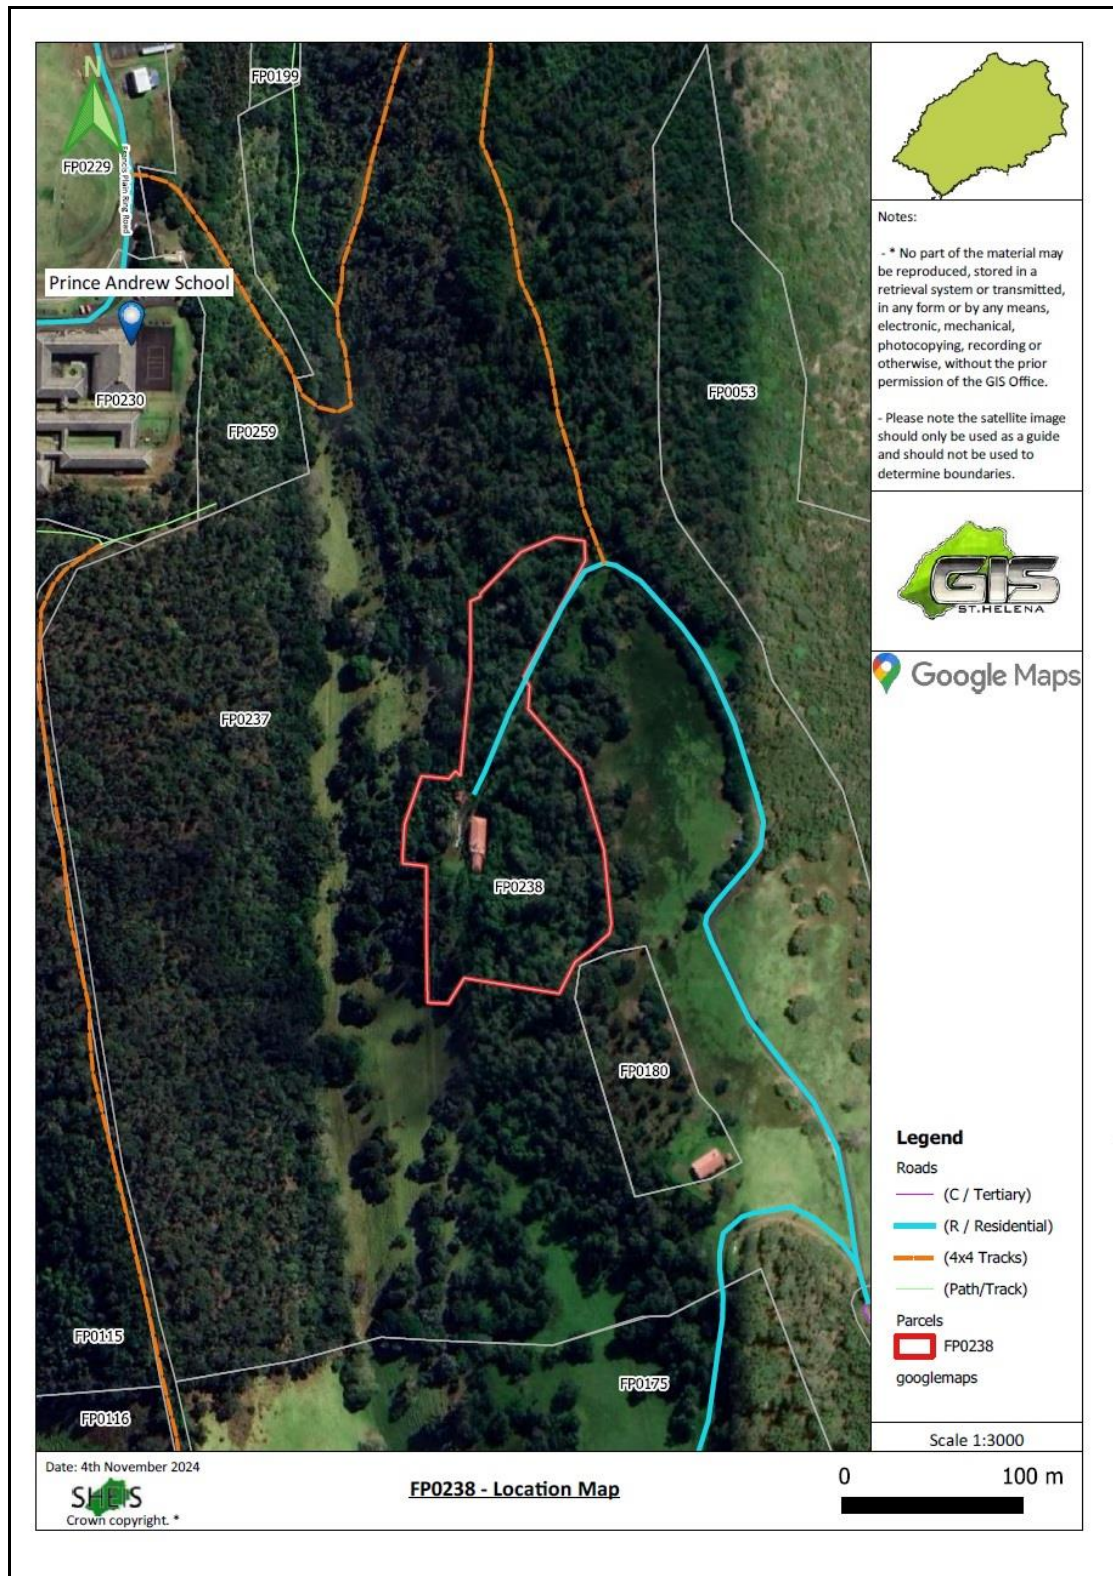 N
FP0199
FP0229
Francis Plain Ring Road
Prince Andrew School
FP0230
FP0259
FP0053
FP0237
FP0238
FP0180
FP0115
FP0116
FP0175
Notes:
- * No part of the material may
be reproduced, stored in a
retrieval system or transmitted,
in any form or by any means,
electronic, mechanical,
photocopying, recording or
otherwise, without the prior
permission of the GIS Office.
- Please note the satellite image
should only be used as a guide
and should not be used to
determine boundaries.
GIS
ST.HELENA
Google Maps
Legend
Roads
(C / Tertiary)
(R / Residential)
(4x4 Tracks)
(Path/Track)
Parcels
FP0238
googlemaps
Scale 1:3000
Date: 4th November 2024
SHEIS
Crown copyright. *
FP0238 - Location Map
0 100 m